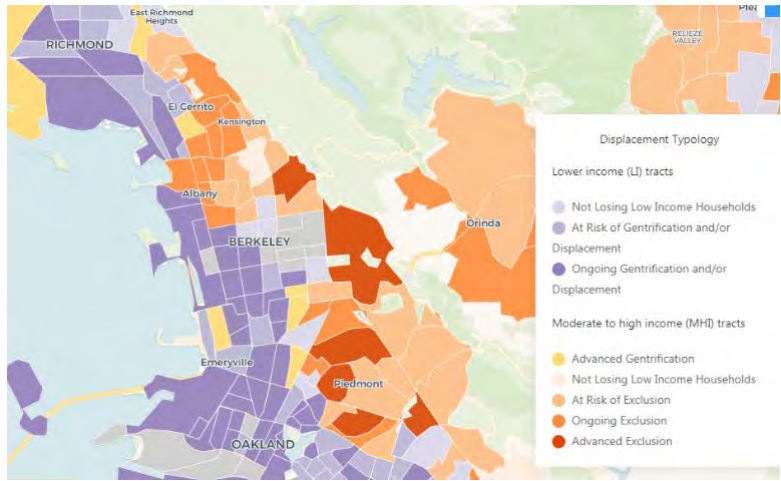 East Richmond
Heights
RICHMOND
El Cerrito
Kensington
Albany
BERKELEY
Emeryville
Piedmont
OAKLAND
Orinda
RELIEZE
VALLEY
Displacement Typology
Lower income (LI) tracts
Not Losing Low Income Households
At Risk of Gentrification and/or
Displacement
Ongoing Gentrification and/or
Displacement
Moderate to high income (MHI) tracts
Advanced Gentrification
Not Losing Low Income Households
At Risk of Exclusion
Ongoing Exclusion
Advanced Exclusion